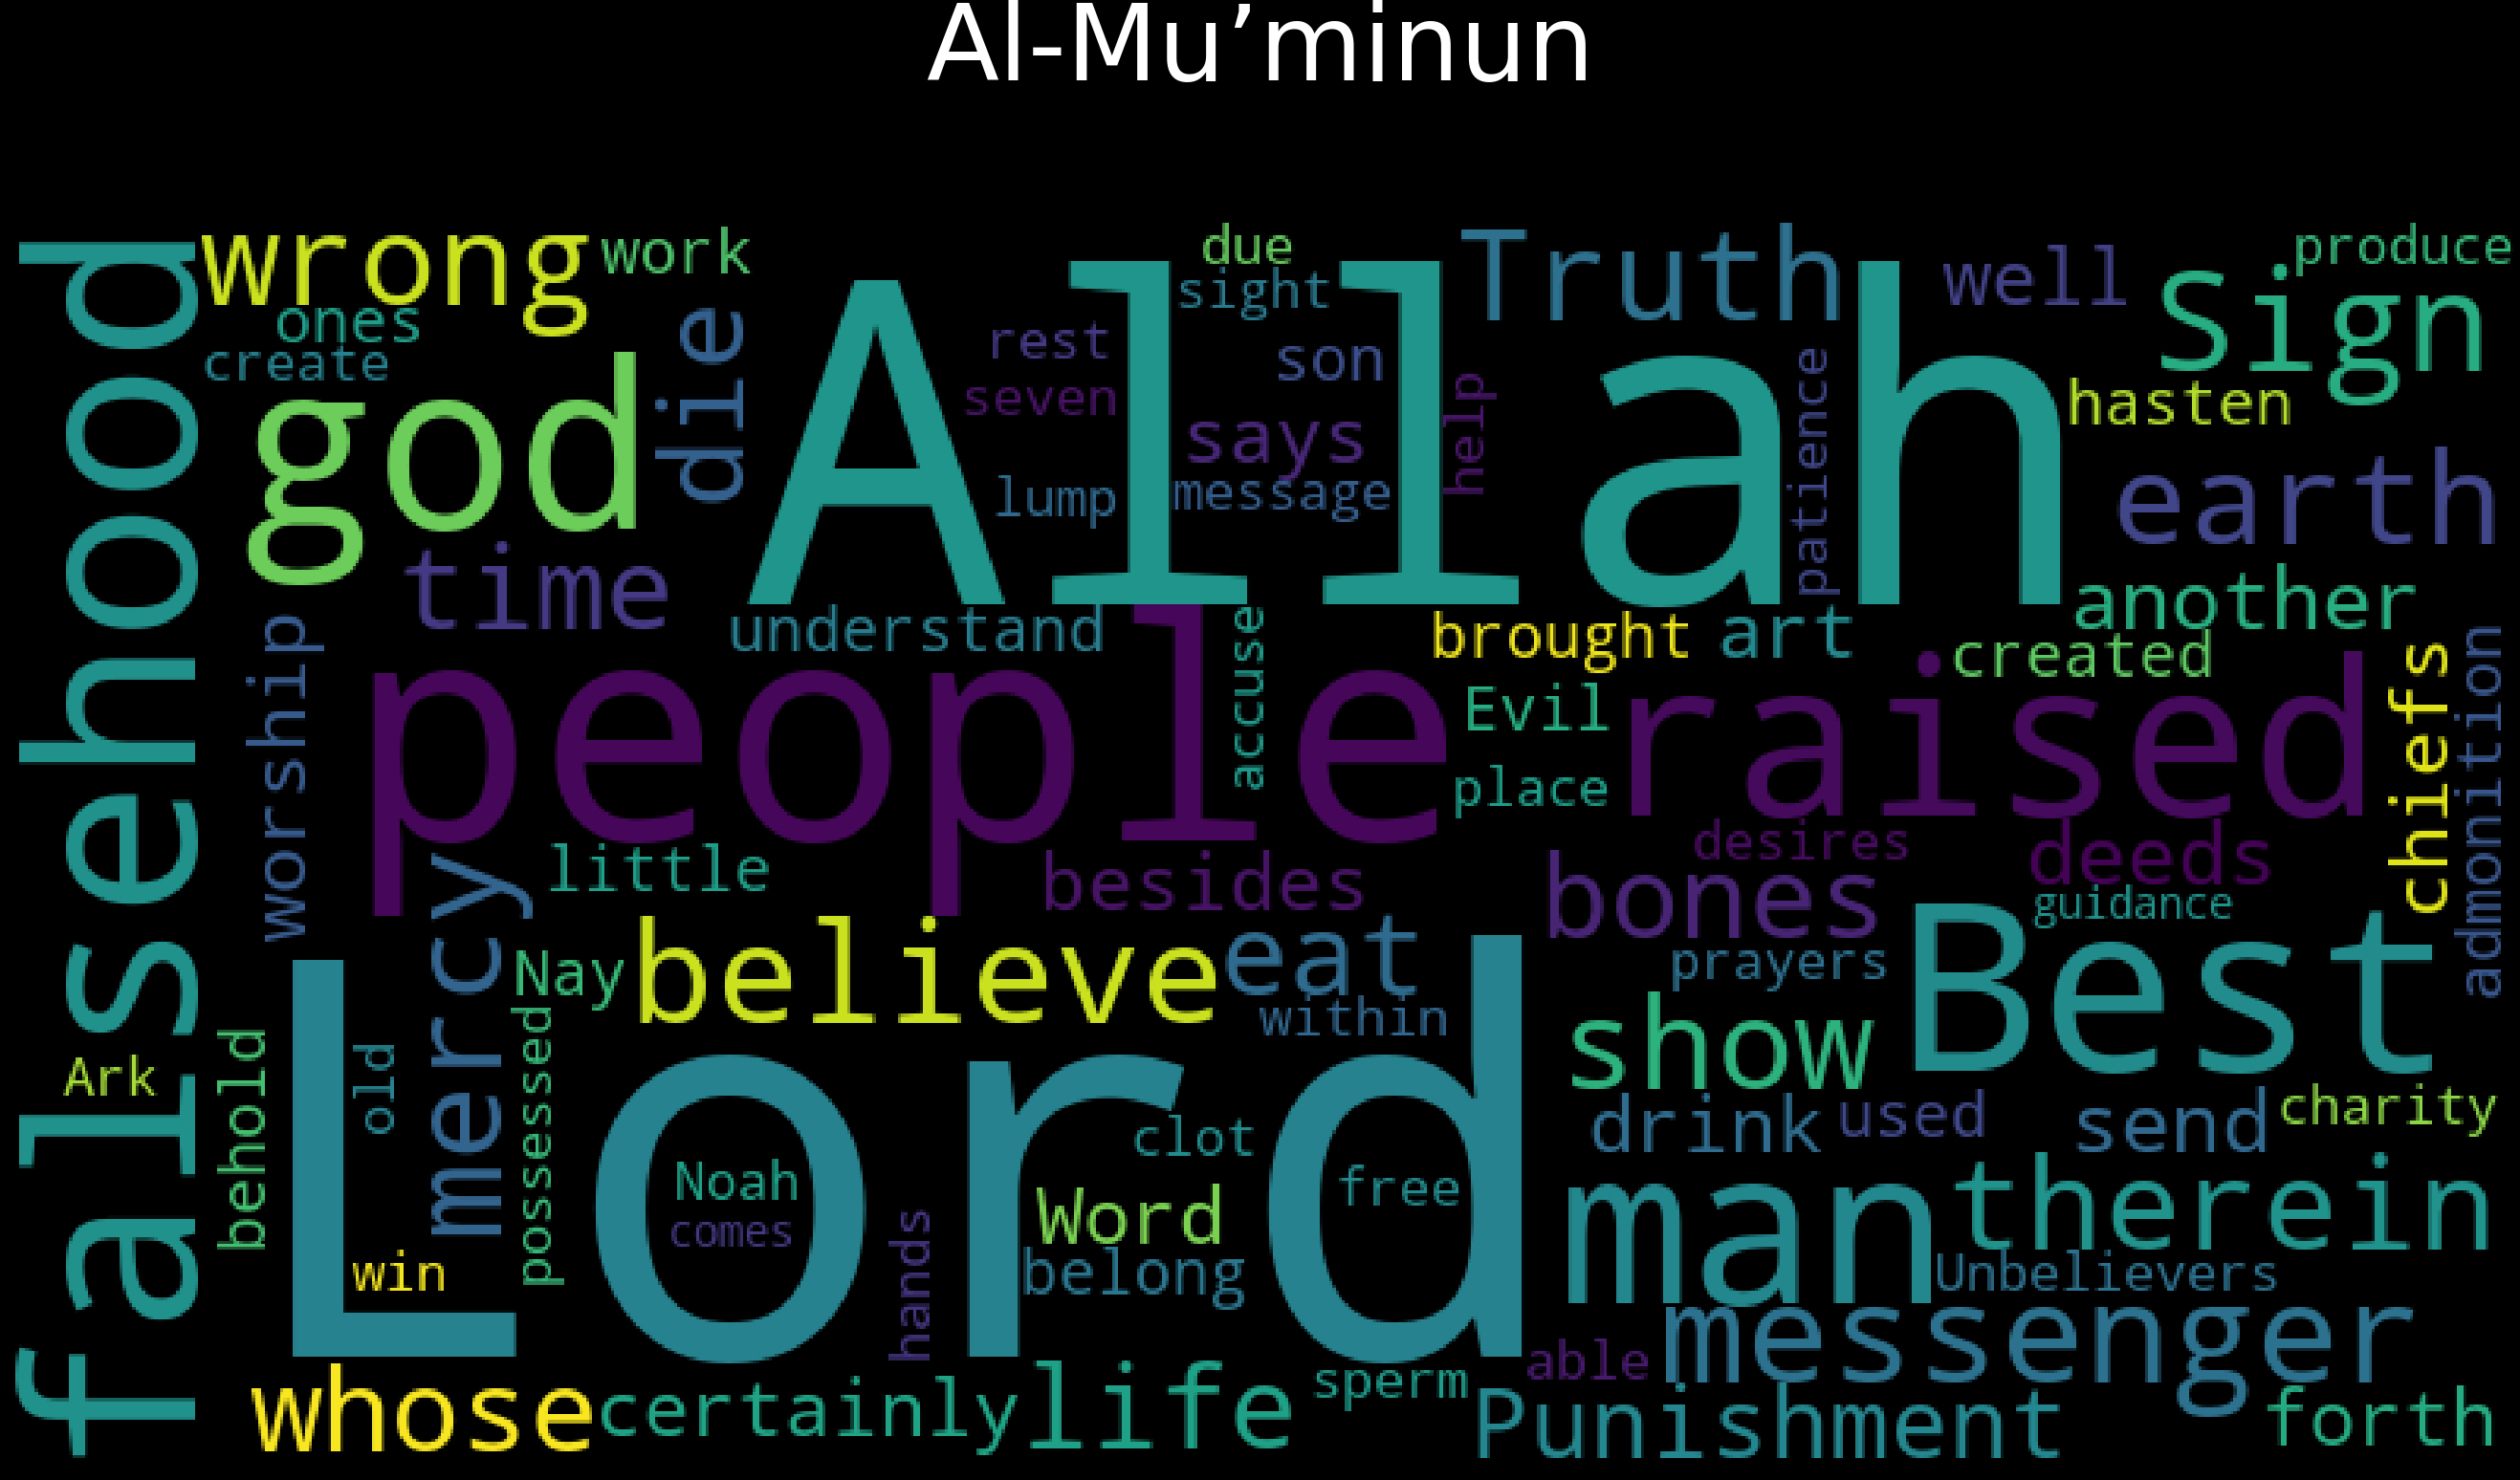 Al-Mu’minun
falsehood
wrong
work
due
Truth
well
produce
ones
sight
Sign
create
die
rest
son
Allah
god
seven
says
help
patience
hasten
lump
message
earth
time
another
worship
understand
accuse
brought
art
created
chiefs
admonition
people
Evil
raised
place
mercy
little
besides
desires
deeds
bones
guidance
Nay
believe
eat
prayers
Best
within
Ark
behold
old
possessed
Lord
show
drink
used
send
charity
Noah
comes
clot
free
man
therein
win
hands
Word
belong
Unbelievers
messenger
whose
certainly
life
sperm
able
Punishment
forth